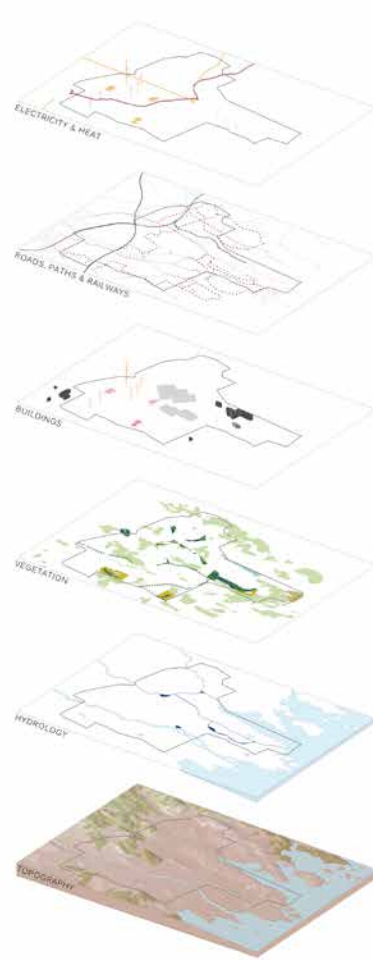 ELECTRICITY & HEAT
ROADS, PATHS & RAILWAYS
BUILDINGS
VEGETATION
HYDROLOGY
TOPOGRAPHY